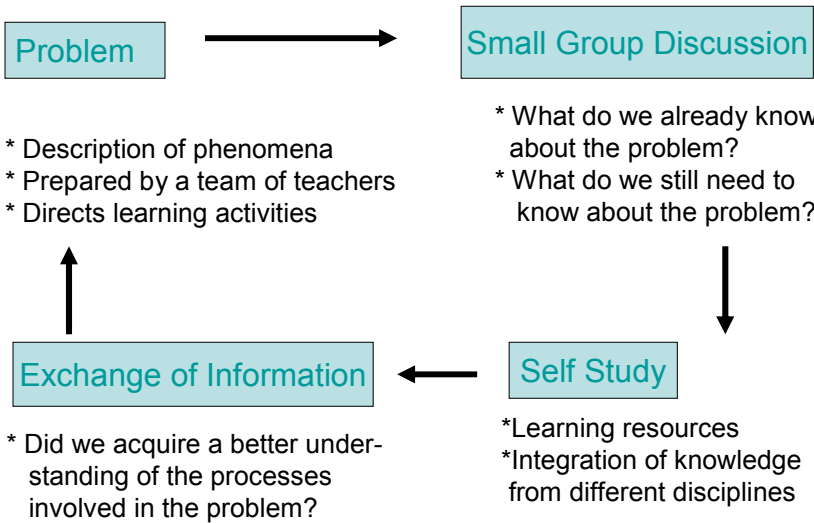 Problem
* Description of phenomena
* Prepared by a team of teachers
* Directs learning activities
Small Group Discussion
* What do we already know
about the problem?
* What do we still need to
know about the problem?
Self Study
*Learning resources
*Integration of knowledge
from different disciplines
Exchange of Information
* Did we acquire a better under-
standing of the processes
involved in the problem?